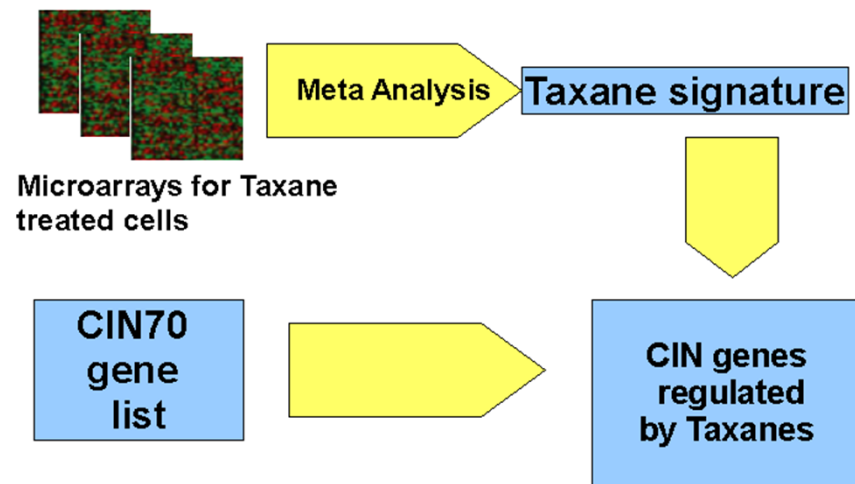 Meta Analysis
Taxane signature
Microarrays for Taxane
treated cells
CIN70
gene
list
CIN genes
regulated
by Taxanes